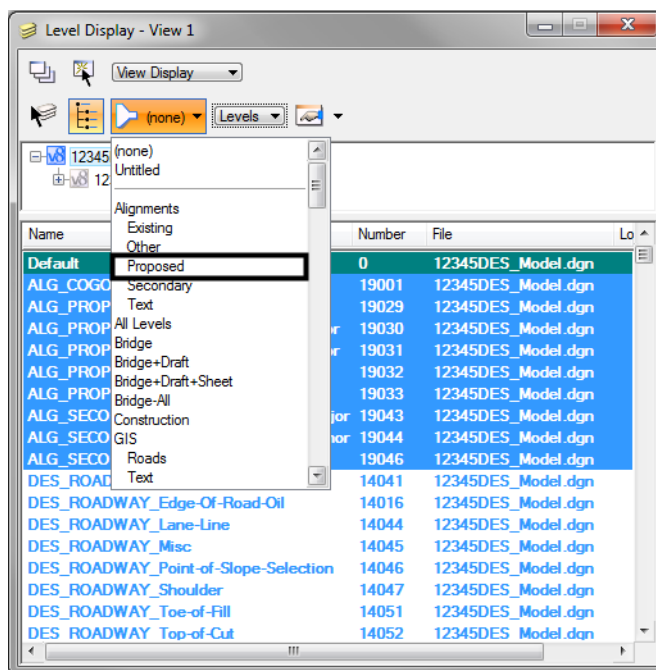 Level Display - View 1
View Display
(none) Levels
(none)
Untitled
12345
12
Alignments
Existing
Other
Proposed
Secondary
Text
All Levels
Bridge
Bridge+Draft
Bridge+Draft+Sheet
Bridge-All
Construction
GIS
Roads
Text
Name Number File Lo
Default 0 12345DES_Model.dgn
ALG_COGO 19001 12345DES_Model.dgn
ALG_PROP 19029 12345DES_Model.dgn
ALG_PROP or 19030 12345DES_Model.dgn
ALG_PROP r 19031 12345DES_Model.dgn
ALG_PROP 19032 12345DES_Model.dgn
ALG_PROP 19033 12345DES_Model.dgn
ALG_SECO jor 19043 12345DES_Model.dgn
ALG_SECO nor 19044 12345DES_Model.dgn
ALG_SECO 19046 12345DES_Model.dgn
DES_ROAD 14041 12345DES_Model.dgn
DES_ROADWAY_Edge-Of-Road-Oil 14016 12345DES_Model.dgn
DES_ROADWAY_Lane-Line 14044 12345DES_Model.dgn
DES_ROADWAY_Misc 14045 12345DES_Model.dgn
DES_ROADWAY_Point-of-Slope-Selection 14046 12345DES_Model.dgn
DES_ROADWAY_Shoulder 14047 12345DES_Model.dgn
DES_ROADWAY_Toe-of-Fill 14051 12345DES_Model.dgn
DES_ROADWAY_Top-of-Cut 14052 12345DES_Model.dgn